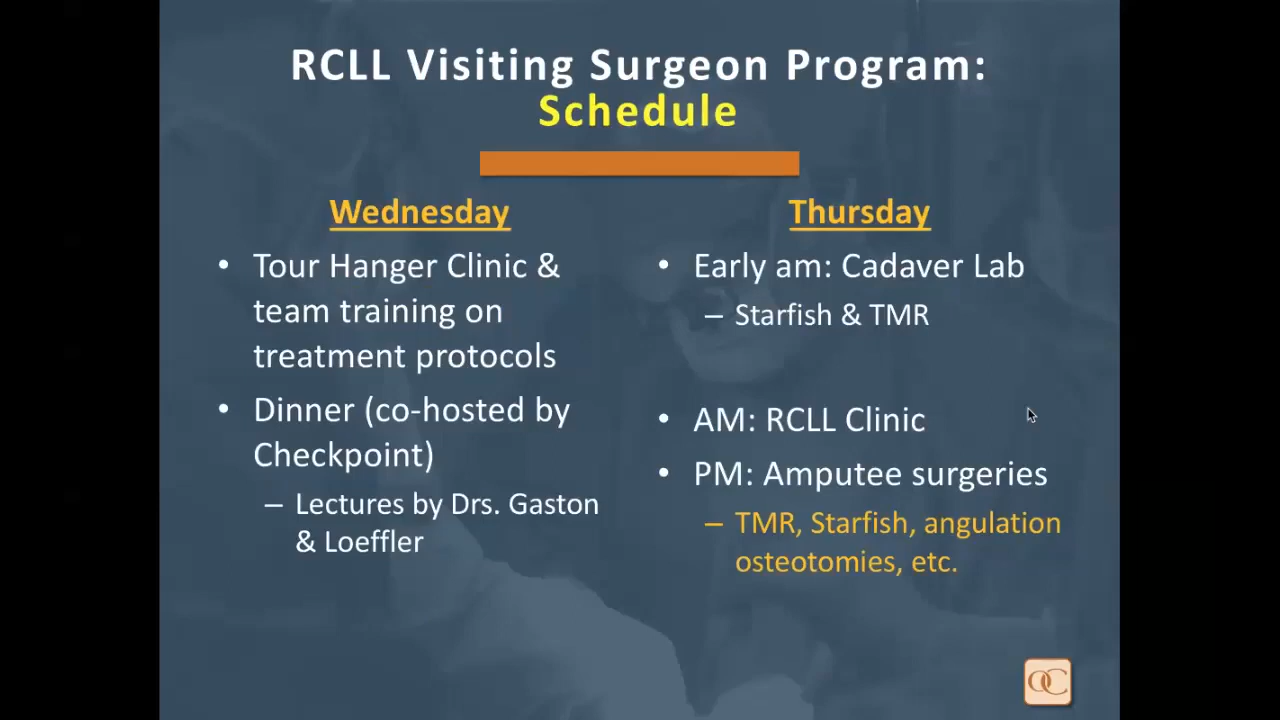 RCLL Visiting Surgeon Program:
Schedule
Wednesday
• Tour Hanger Clinic &
team training on
treatment protocols
• Dinner (co-hosted by
Checkpoint)
– Lectures by Drs. Gaston
& Loeffler
Thursday
• Early am: Cadaver Lab
– Starfish & TMR
• AM: RCLL Clinic
• PM: Amputee surgeries
– TMR, Starfish, angulation
osteotomies, etc.
OC